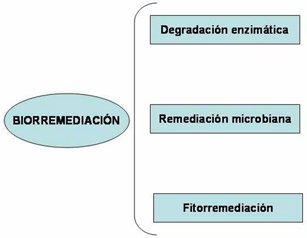 Degradación enzimática
BIORREMEDIACIÓN
Remediación microbiana
Fitorremediación